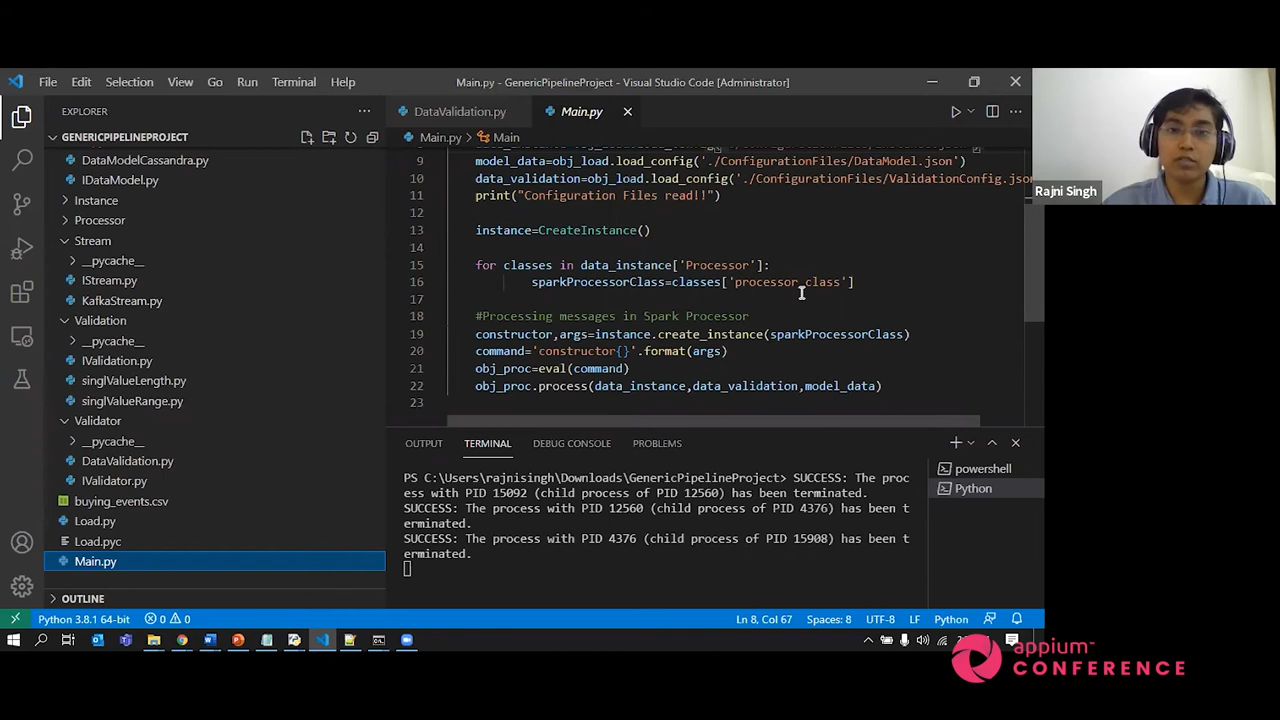 File Edit Selection View Go Run Terminal Help
Main.py - GenericPipelineProject - Visual Studio Code [Administrator]
EXPLORER
GENERICPIPELINEPROJECT
DataModelCassandra.py
IDataModel.py
Instance
Processor
Stream
__pycache__
IStream.py
KafkaStream.py
Validation
__pycache__
IValidation.py
singlValueLength.py
singlValueRange.py
Validator
__pycache__
DataValidation.py
IValidator.py
buying_events.csv
Load.py
Load.pyc
Main.py
OUTLINE
DataValidation.py Main.py
Main.py > Main
9 model_data=obj_load.load_config('./ConfigurationFiles/DataModel.json')
10 data_validation=obj_load.load_config('./ConfigurationFiles/ValidationConfig.json
11 print("Configuration Files read!!")
12
13 instance=CreateInstance()
14
15 for classes in data_instance['Processor']:
16 sparkProcessorClass=classes['processor_class']
17
18 #Processing messages in Spark Processor
19 constructor,args=instance.create_instance(sparkProcessorClass)
20 command='constructor{}'.format(args)
21 obj_proc=eval(command)
22 obj_proc.process(data_instance,data_validation,model_data)
23
OUTPUT TERMINAL DEBUG CONSOLE PROBLEMS
PS C:\Users\rajnisingh\Downloads\GenericPipelineProject> SUCCESS: The proc
ess with PID 15092 (child process of PID 12560) has been terminated.
SUCCESS: The process with PID 12560 (child process of PID 4376) has been t
erminated.
SUCCESS: The process with PID 4376 (child process of PID 15908) has been t
erminated.
powershell
Python
Python 3.8.1 64-bit 0 0 Ln 8, Col 67 Spaces: 8 UTF-8 LF Python
Rajni Singh
appium
CONFERENCE